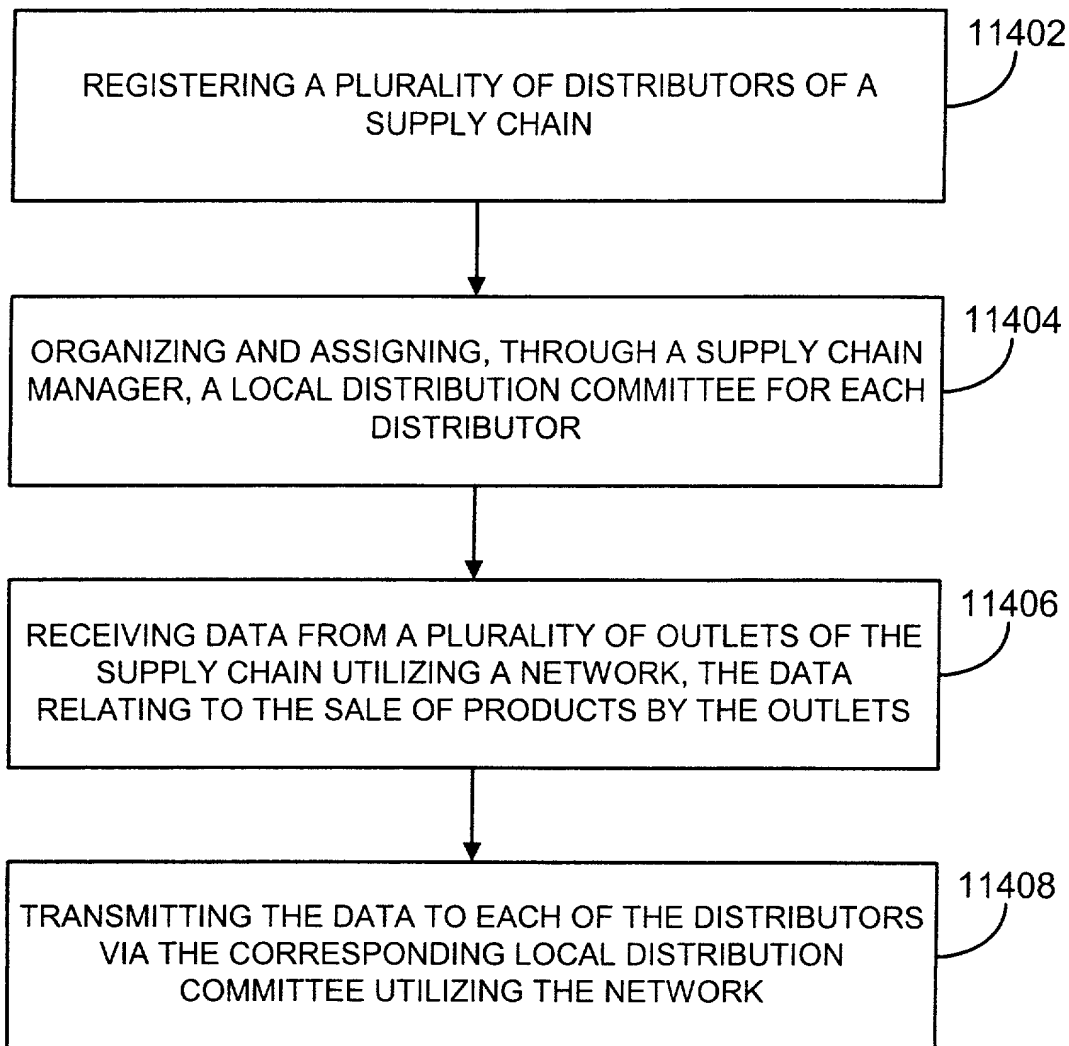 11402
REGISTERING A PLURALITY OF DISTRIBUTORS OF A
SUPPLY CHAIN
11404
ORGANIZING AND ASSIGNING, THROUGH A SUPPLY CHAIN
MANAGER, A LOCAL DISTRIBUTION COMMITTEE FOR EACH
DISTRIBUTOR
11406
RECEIVING DATA FROM A PLURALITY OF OUTLETS OF THE
SUPPLY CHAIN UTILIZING A NETWORK, THE DATA
RELATING TO THE SALE OF PRODUCTS BY THE OUTLETS
11408
TRANSMITTING THE DATA TO EACH OF THE DISTRIBUTORS
VIA THE CORRESPONDING LOCAL DISTRIBUTION
COMMITTEE UTILIZING THE NETWORK